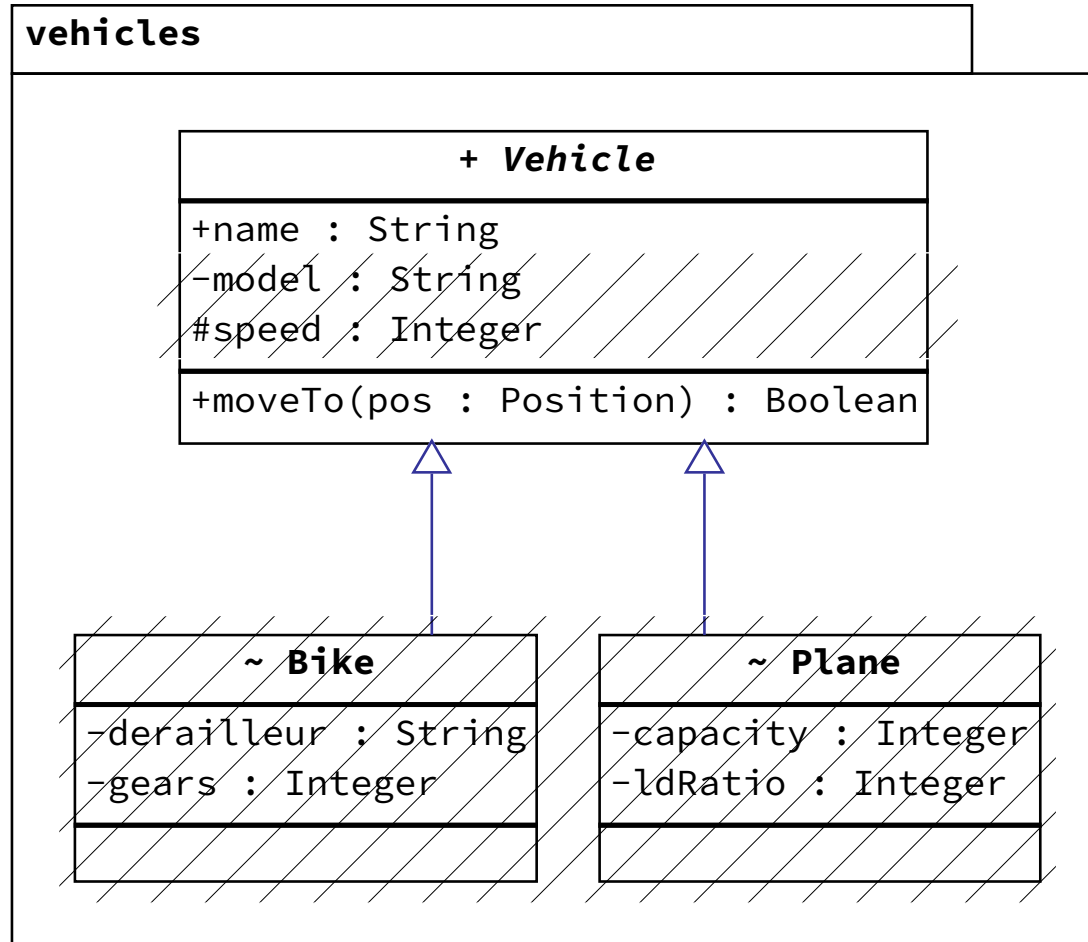 vehicles
+ Vehicle
+name : String
-model : String
#speed : Integer
+moveTo(pos : Position) : Boolean
~ Bike
-derailleur : String
-gears : Integer
~ Plane
-capacity : Integer
-ldRatio : Integer